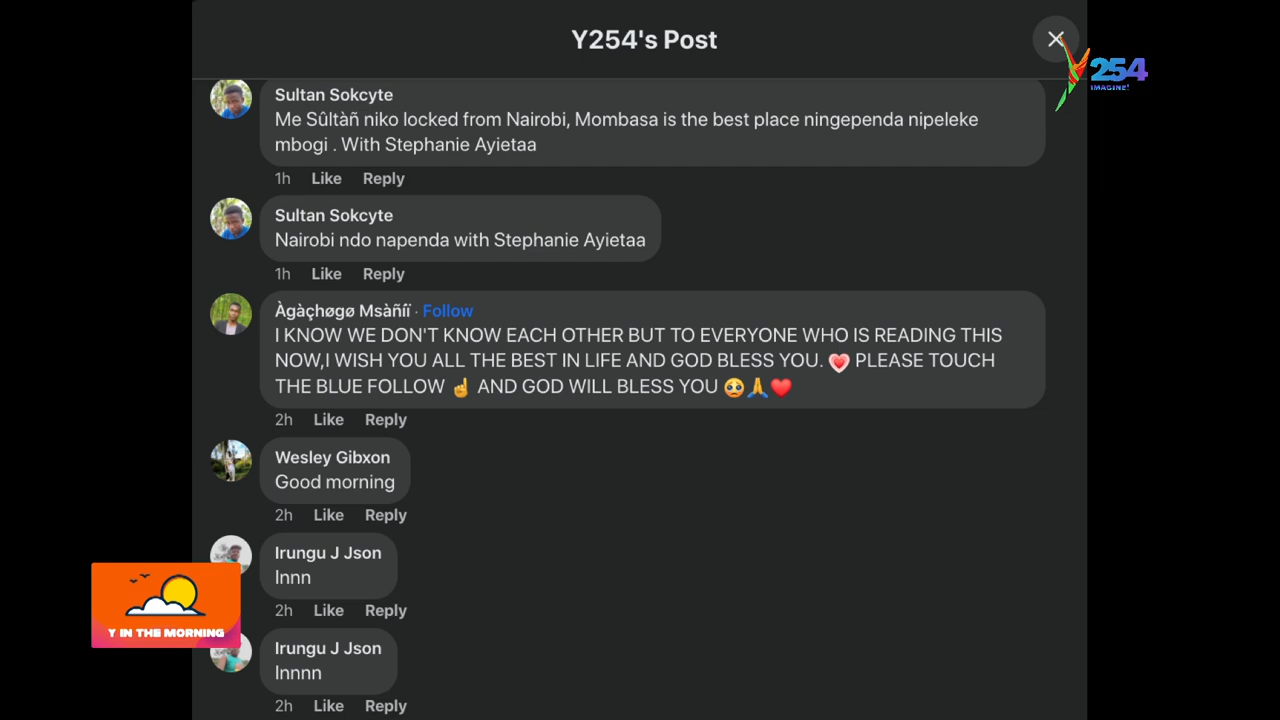 Y254's Post
254
IMAGINE!
Sultan Sokcyte
Me Sûltàñ niko locked from Nairobi, Mombasa is the best place ningependa nipeleke
mbogi . With Stephanie Ayietaa
1h Like Reply
Sultan Sokcyte
Nairobi ndo napenda with Stephanie Ayietaa
1h Like Reply
Àgàçhøgø Msàñíï · Follow
I KNOW WE DON'T KNOW EACH OTHER BUT TO EVERYONE WHO IS READING THIS
NOW,I WISH YOU ALL THE BEST IN LIFE AND GOD BLESS YOU. 💗 PLEASE TOUCH
THE BLUE FOLLOW ☝ AND GOD WILL BLESS YOU 🥺🙏❤️
2h Like Reply
Wesley Gibxon
Good morning
2h Like Reply
Irungu J Json
Innn
2h Like Reply
Y IN THE MORNING
Irungu J Json
Innnn
2h Like Reply